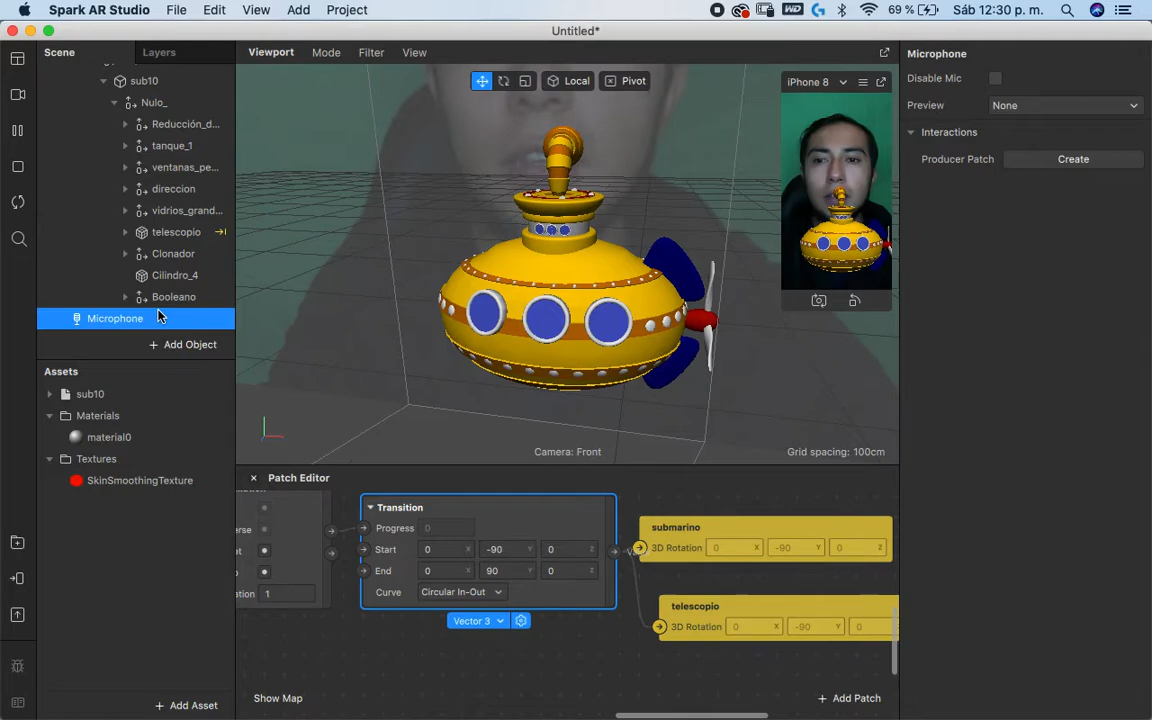 Spark AR Studio File Edit View Add Project
69 % Sáb 12:30 p. m.
Untitled*
Scene Layers
sub10
Nulo_
Reducción_d...
tanque_1
ventanas_pe...
direccion
vidrios_grand...
telescopio
Clonador
Cilindro_4
Booleano
Microphone
Add Object
Assets
sub10
Materials
material0
Textures
SkinSmoothingTexture
Add Asset
Viewport Mode Filter View
Local Pivot
iPhone 8
Camera: Front
Grid spacing: 100cm
Patch Editor
Transition
Progress 0
Start 0 X -90 Y 0 Z
End 0 X 90 Y 0 Z
Curve Circular In-Out
Vector 3
1
submarino
3D Rotation 0 X -90 Y 0 Z
telescopio
3D Rotation 0 X -90 Y 0
Show Map
Add Patch
Microphone
Disable Mic
Preview None
Interactions
Producer Patch Create